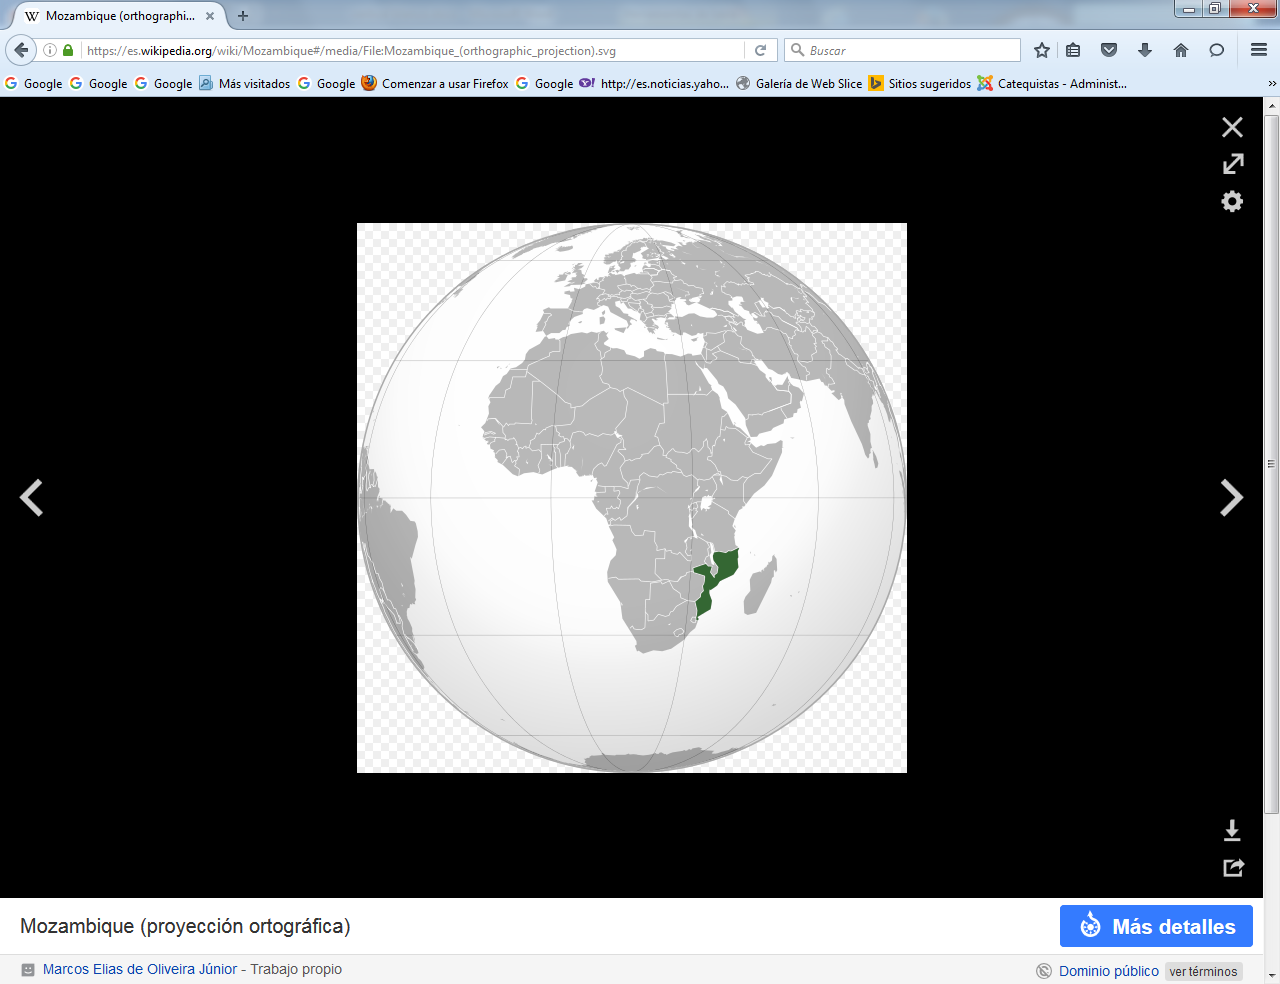 Mozambique (orthographi...
https://es.wikipedia.org/wiki/Mozambique#/media/File:Mozambique_(orthographic_projection).svg
Buscar
Google Google Google Más visitados Google Comenzar a usar Firefox Google http://es.noticias.yaho... Galería de Web Slice Sitios sugeridos Catequistas - Administ...
Mozambique (proyección ortográfica)
Más detalles
Marcos Elias de Oliveira Júnior - Trabajo propio
Dominio público ver términos